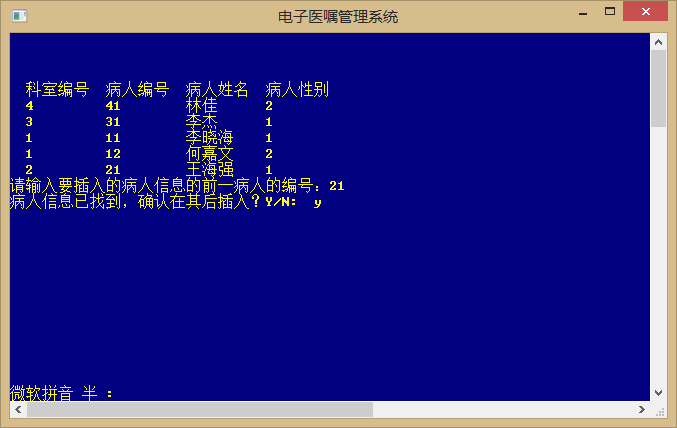 电子医嘱管理系统
科室编号 病人编号 病人姓名 病人性别
4 41 林佳 2
3 31 李杰 1
1 11 李晓海 1
1 12 何嘉文 2
2 21 王海强 1
请输入要插入的病人信息的前一病人的编号：21
病人信息已找到，确认在其后插入？Y/N： y
微软拼音 半 ：